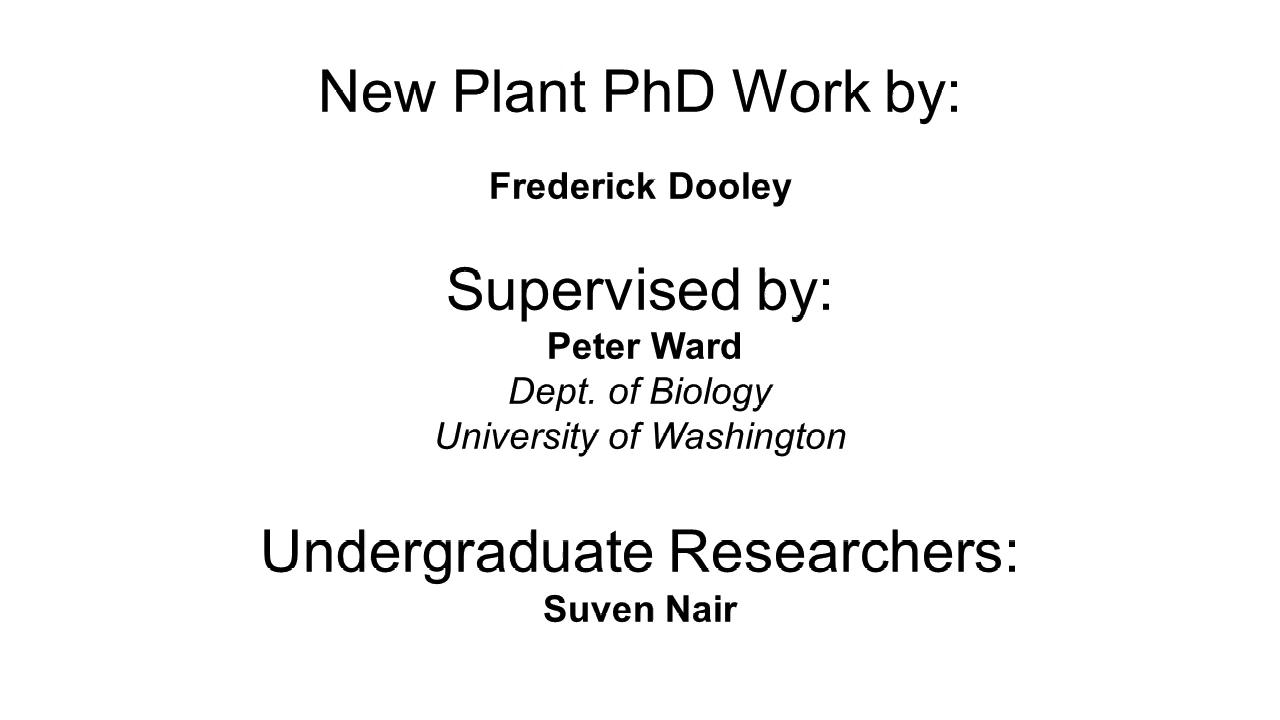 New Plant PhD Work by:
Frederick Dooley
Supervised by:
Peter Ward
Dept. of Biology
University of Washington
Undergraduate Researchers:
Suven Nair